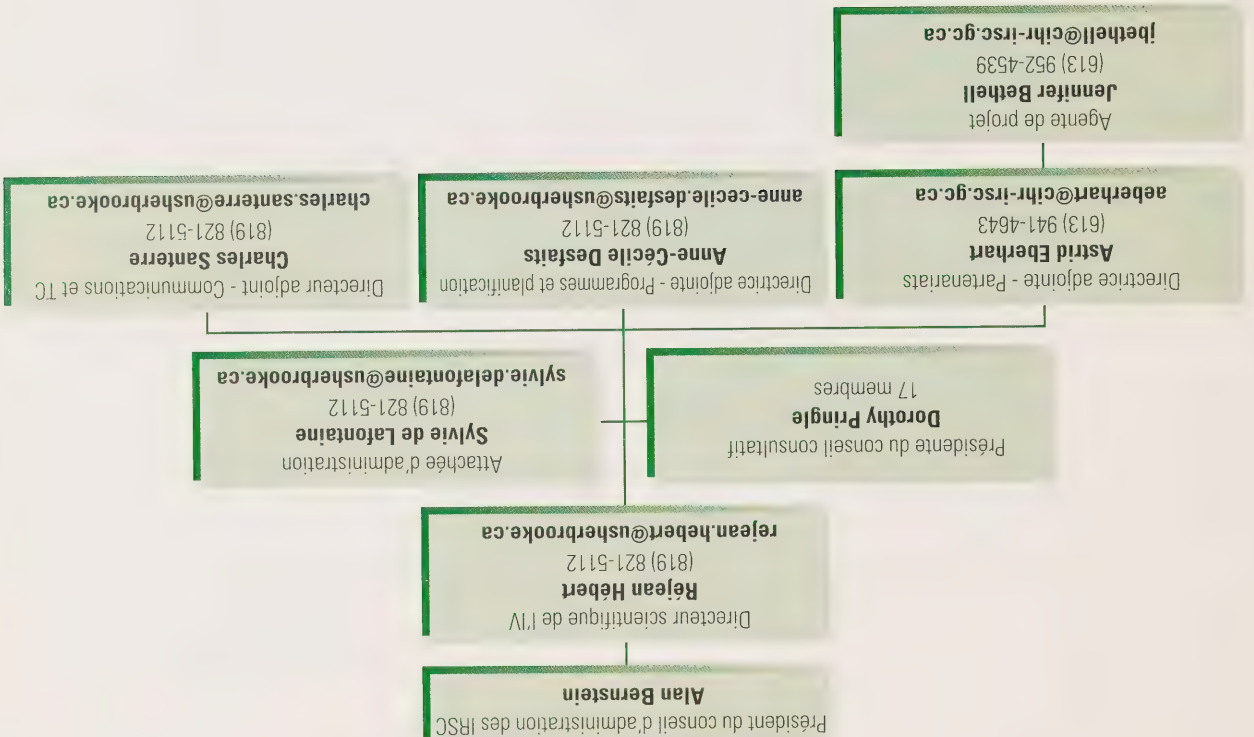 Président du conseil d'administration des IRSC
Alan Bernstein
Directeur scientifique de l'IV
Réjean Hébert
(819) 821-5112
rejean.hebert@usherbrooke.ca
Présidente du conseil consultatif
Dorothy Pringle
17 membres
Attachée d'administration
Sylvie de Lafontaine
(819) 821-5112
sylvie.delafontaine@usherbrooke.ca
Directrice adjointe - Partenariats
Astrid Eberhart
(613) 941-4643
aeberhart@cihr-irsc.gc.ca
Directrice adjointe - Programmes et planification
Anne-Cécile Desfaits
(819) 821-5112
anne-cecile.desfaits@usherbrooke.ca
Directeur adjoint - Communications et TC
Charles Santerre
(819) 821-5112
charles.santerre@usherbrooke.ca
Agente de projet
Jennifer Bethell
(613) 952-4539
jbethell@cihr-irsc.gc.ca